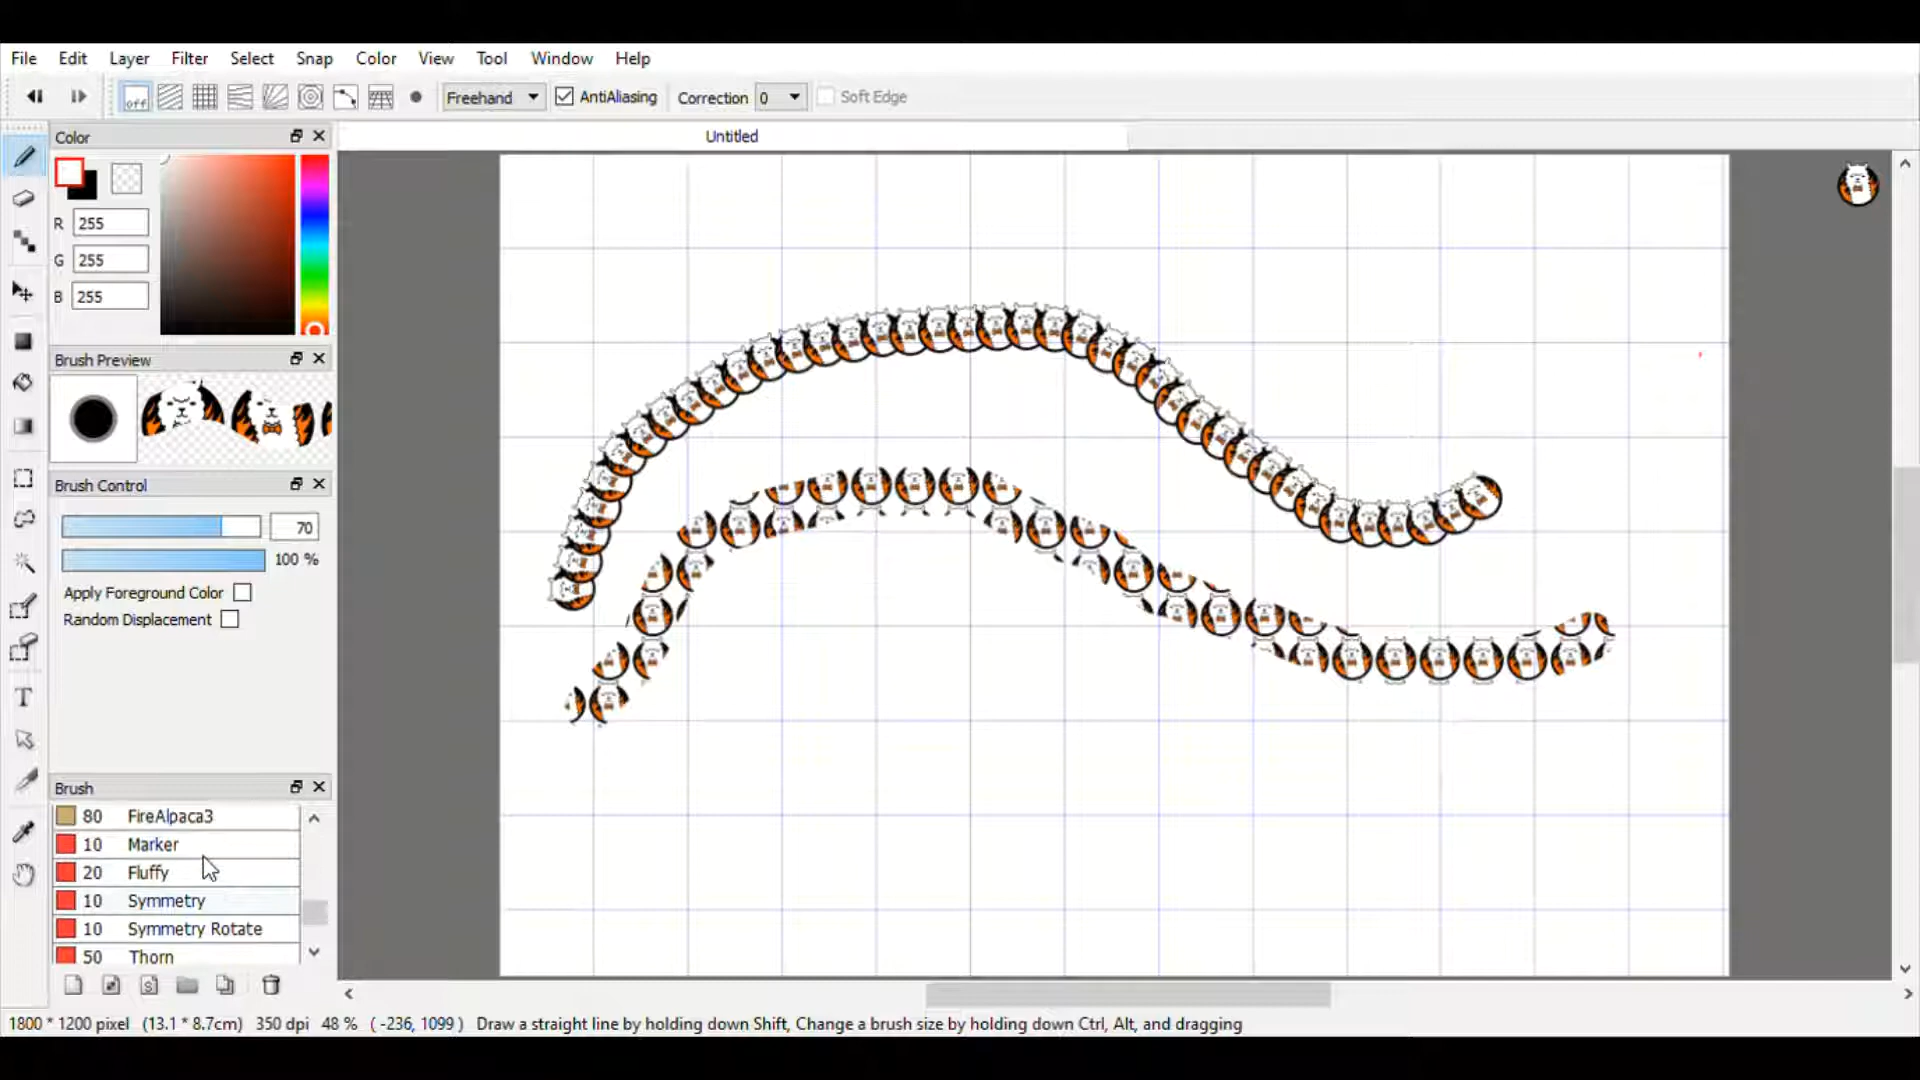 File Edit Layer Filter Select Snap Color View Tool Window Help
off Freehand AntiAliasing Correction 0 Soft Edge
Color
Untitled
R 255
G 255
B 255
Brush Preview
Brush Control
70
100 %
Apply Foreground Color
Random Displacement
Brush
80 FireAlpaca3
10 Marker
20 Fluffy
10 Symmetry
10 Symmetry Rotate
50 Thorn
1800 * 1200 pixel (13.1 * 8.7cm) 350 dpi 48 % ( -236, 1099 ) Draw a straight line by holding down Shift, Change a brush size by holding down Ctrl, Alt, and dragging